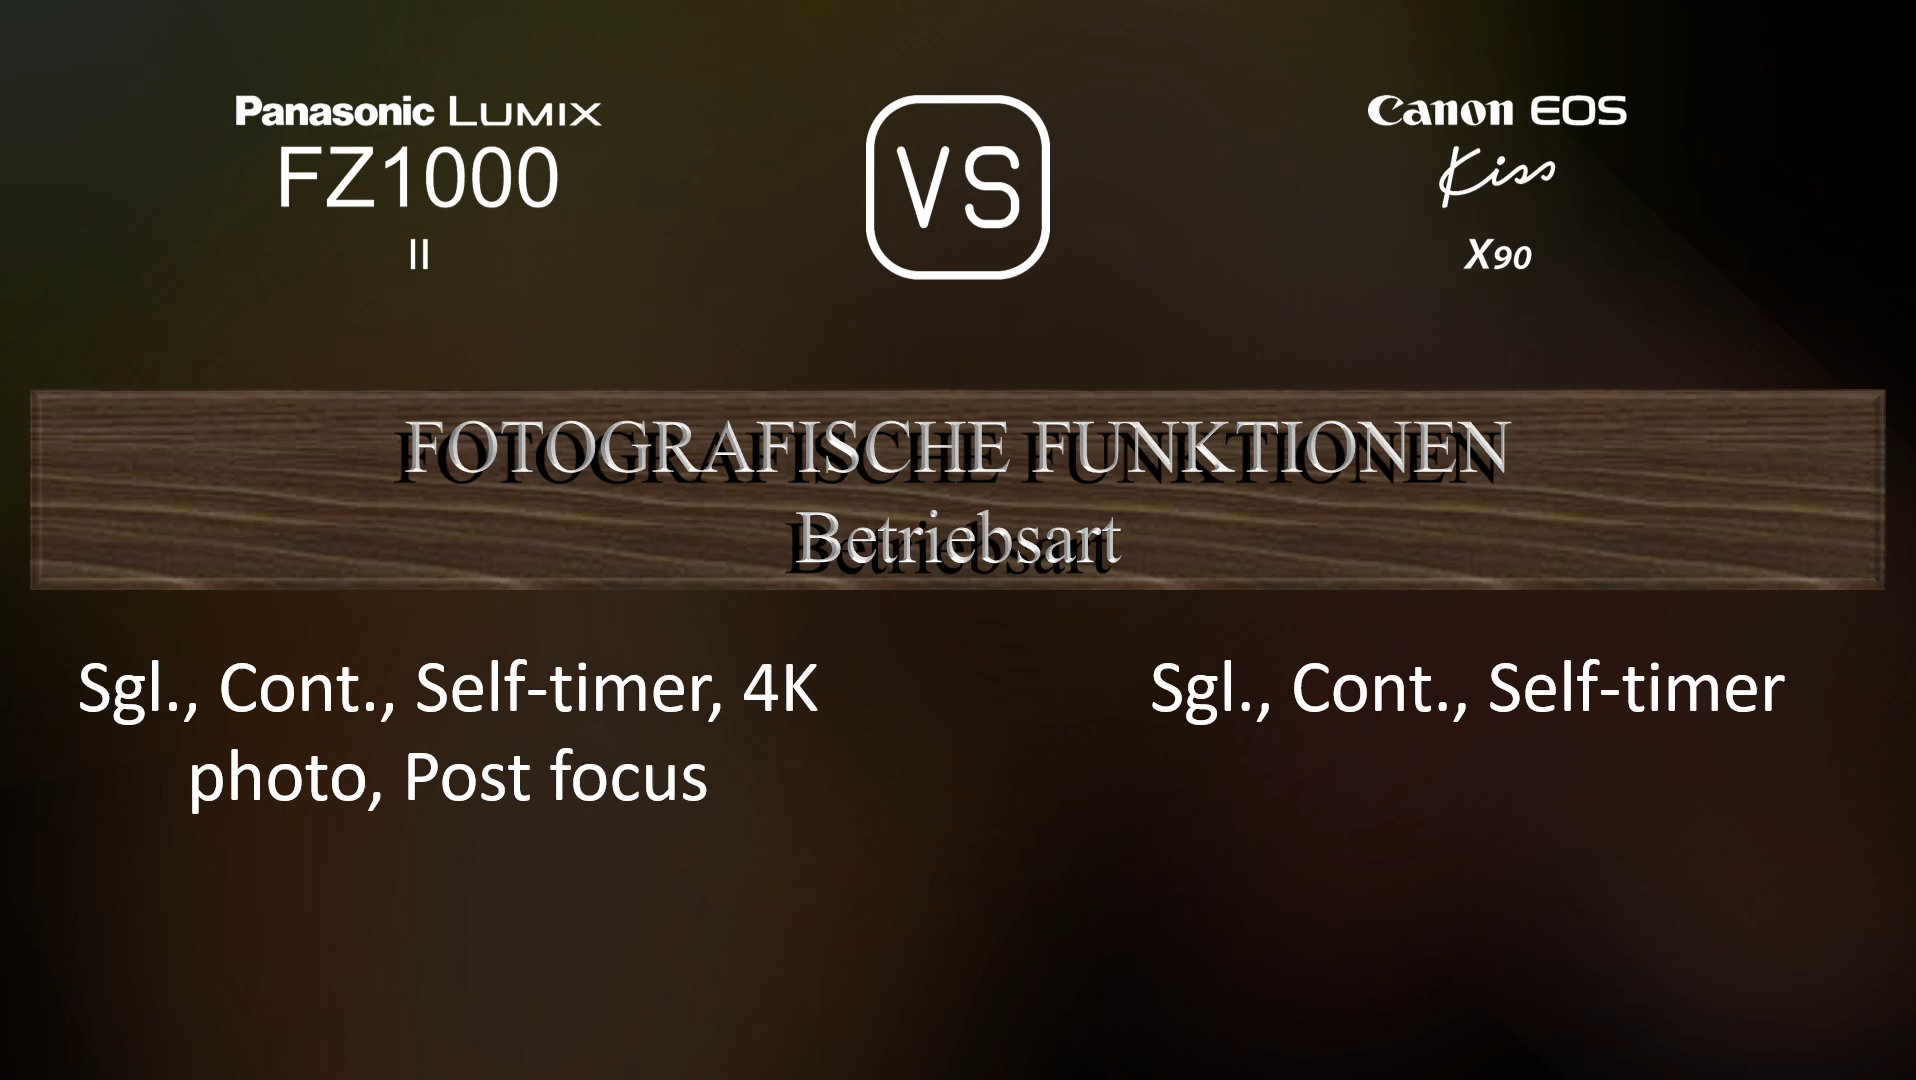 Panasonic LUMIX
FZ1000
II
VS
Canon EOS
Kiss
X90
FOTOGRAFISCHE FUNKTIONEN
Betriebsart
Sgl., Cont., Self-timer, 4K
photo, Post focus
Sgl., Cont., Self-timer